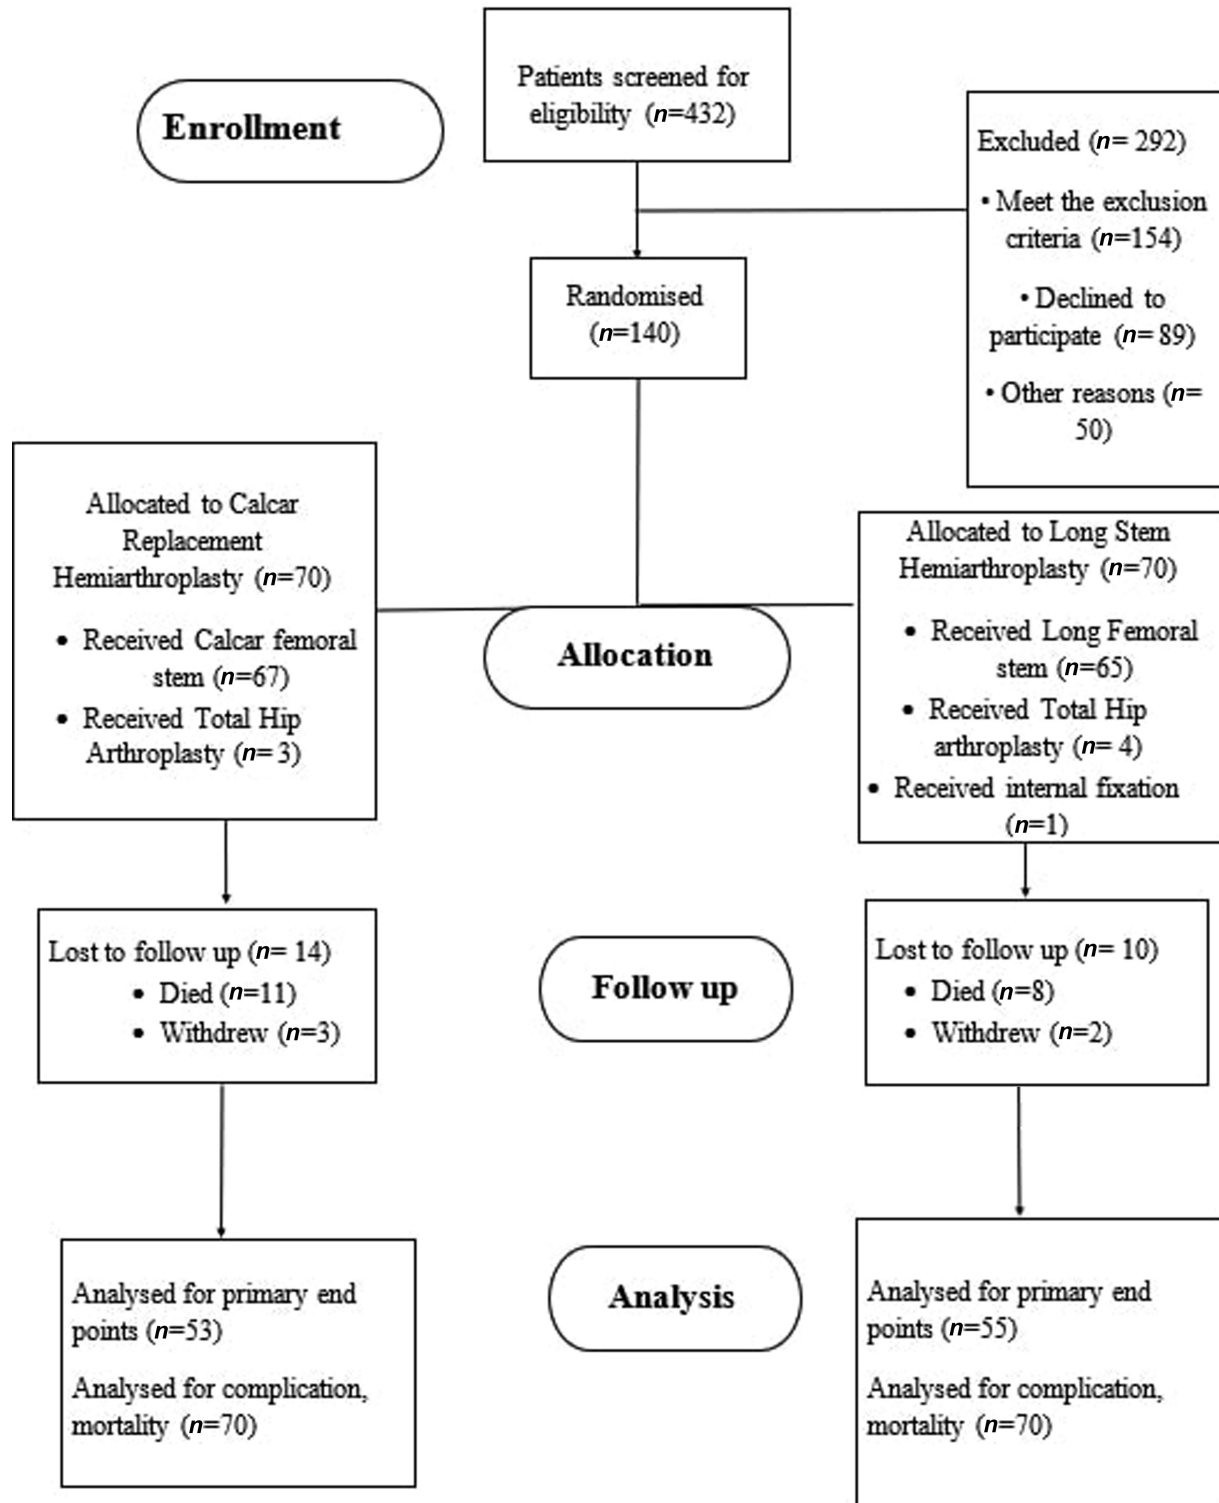 Patients screened for
eligibility (n=432)
Enrollment
Excluded (n= 292)
• Meet the exclusion
criteria (n=154)
• Declined to
participate (n= 89)
• Other reasons (n=
50)
Randomised
(n=140)
Allocated to Calcar
Replacement
Hemiarthroplasty (n=70)
• Received Calcar femoral
stem (n=67)
• Received Total Hip
Arthroplasty (n= 3)
Allocation
Allocated to Long Stem
Hemiarthroplasty (n=70)
• Received Long Femoral
stem (n=65)
• Received Total Hip
arthroplasty (n= 4)
• Received internal fixation
(n=1)
Lost to follow up (n= 14)
• Died (n=11)
• Withdrew (n=3)
Follow up
Lost to follow up (n= 10)
• Died (n=8)
• Withdrew (n=2)
Analysed for primary end
points (n=53)
Analysed for complication,
mortality (n=70)
Analysis
Analysed for primary end
points (n=55)
Analysed for complication,
mortality (n=70)